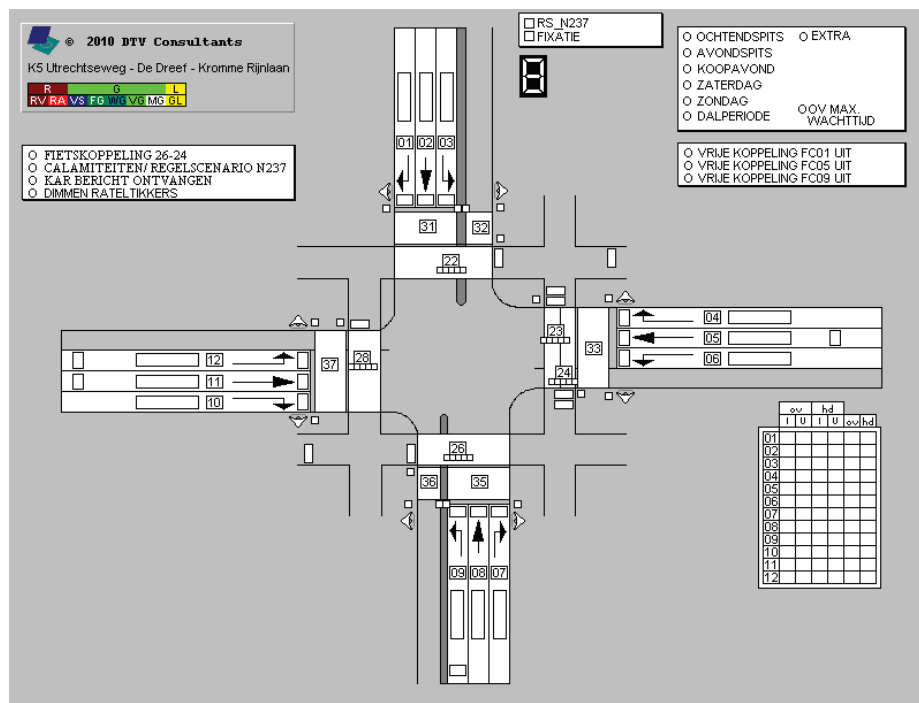 © 2010 DTV Consultants
K5 Utrechtseweg - De Dreef - Kromme Rijnlaan
R G L
RV RA VS FG WG VG MG GL
RS_N237
FIXATIE
8
OCHTENDSPITS EXTRA
AVONDSPITS
KOOPAVOND
ZATERDAG
ZONDAG
DALPERIODE
OV MAX.
WACHTTIJD
FIETSKOPPELING 26-24
CALAMITEITEN/ REGELSCENARIO N237
KAR BERICHT ONTVANGEN
DIMMEN RATELTIKKERS
VRIJE KOPPELING FC01 UIT
VRIJE KOPPELING FC05 UIT
VRIJE KOPPELING FC09 UIT
01 02 03
31 32
22
04
05
06
23
33
24
12
11
10
37
28
26
36 35
09 08 07
ov hd
I U I U ov hd
01
02
03
04
05
06
07
08
09
10
11
12